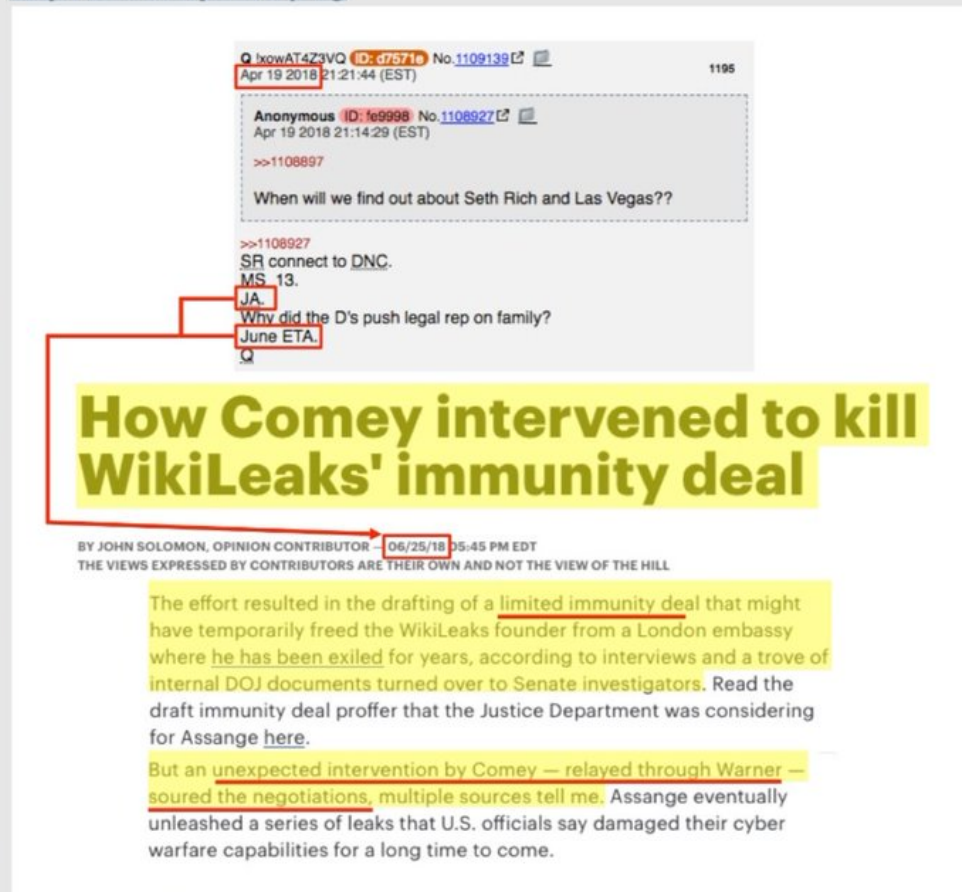 Q !xowAT4Z3VQ ID: d7571e No.1109139
Apr 19 2018 21:21:44 (EST)
1195
Anonymous ID: fe9998 No.1108927
Apr 19 2018 21:14:29 (EST)
>>1108897
When will we find out about Seth Rich and Las Vegas??
>>1108927
SR connect to DNC.
MS_13.
JA.
Why did the D's push legal rep on family?
June ETA.
Q
How Comey intervened to kill
WikiLeaks' immunity deal
BY JOHN SOLOMON, OPINION CONTRIBUTOR — 06/25/18 05:45 PM EDT
THE VIEWS EXPRESSED BY CONTRIBUTORS ARE THEIR OWN AND NOT THE VIEW OF THE HILL
The effort resulted in the drafting of a limited immunity deal that might
have temporarily freed the WikiLeaks founder from a London embassy
where he has been exiled for years, according to interviews and a trove of
internal DOJ documents turned over to Senate investigators. Read the
draft immunity deal proffer that the Justice Department was considering
for Assange here.
But an unexpected intervention by Comey — relayed through Warner —
soured the negotiations, multiple sources tell me. Assange eventually
unleashed a series of leaks that U.S. officials say damaged their cyber
warfare capabilities for a long time to come.